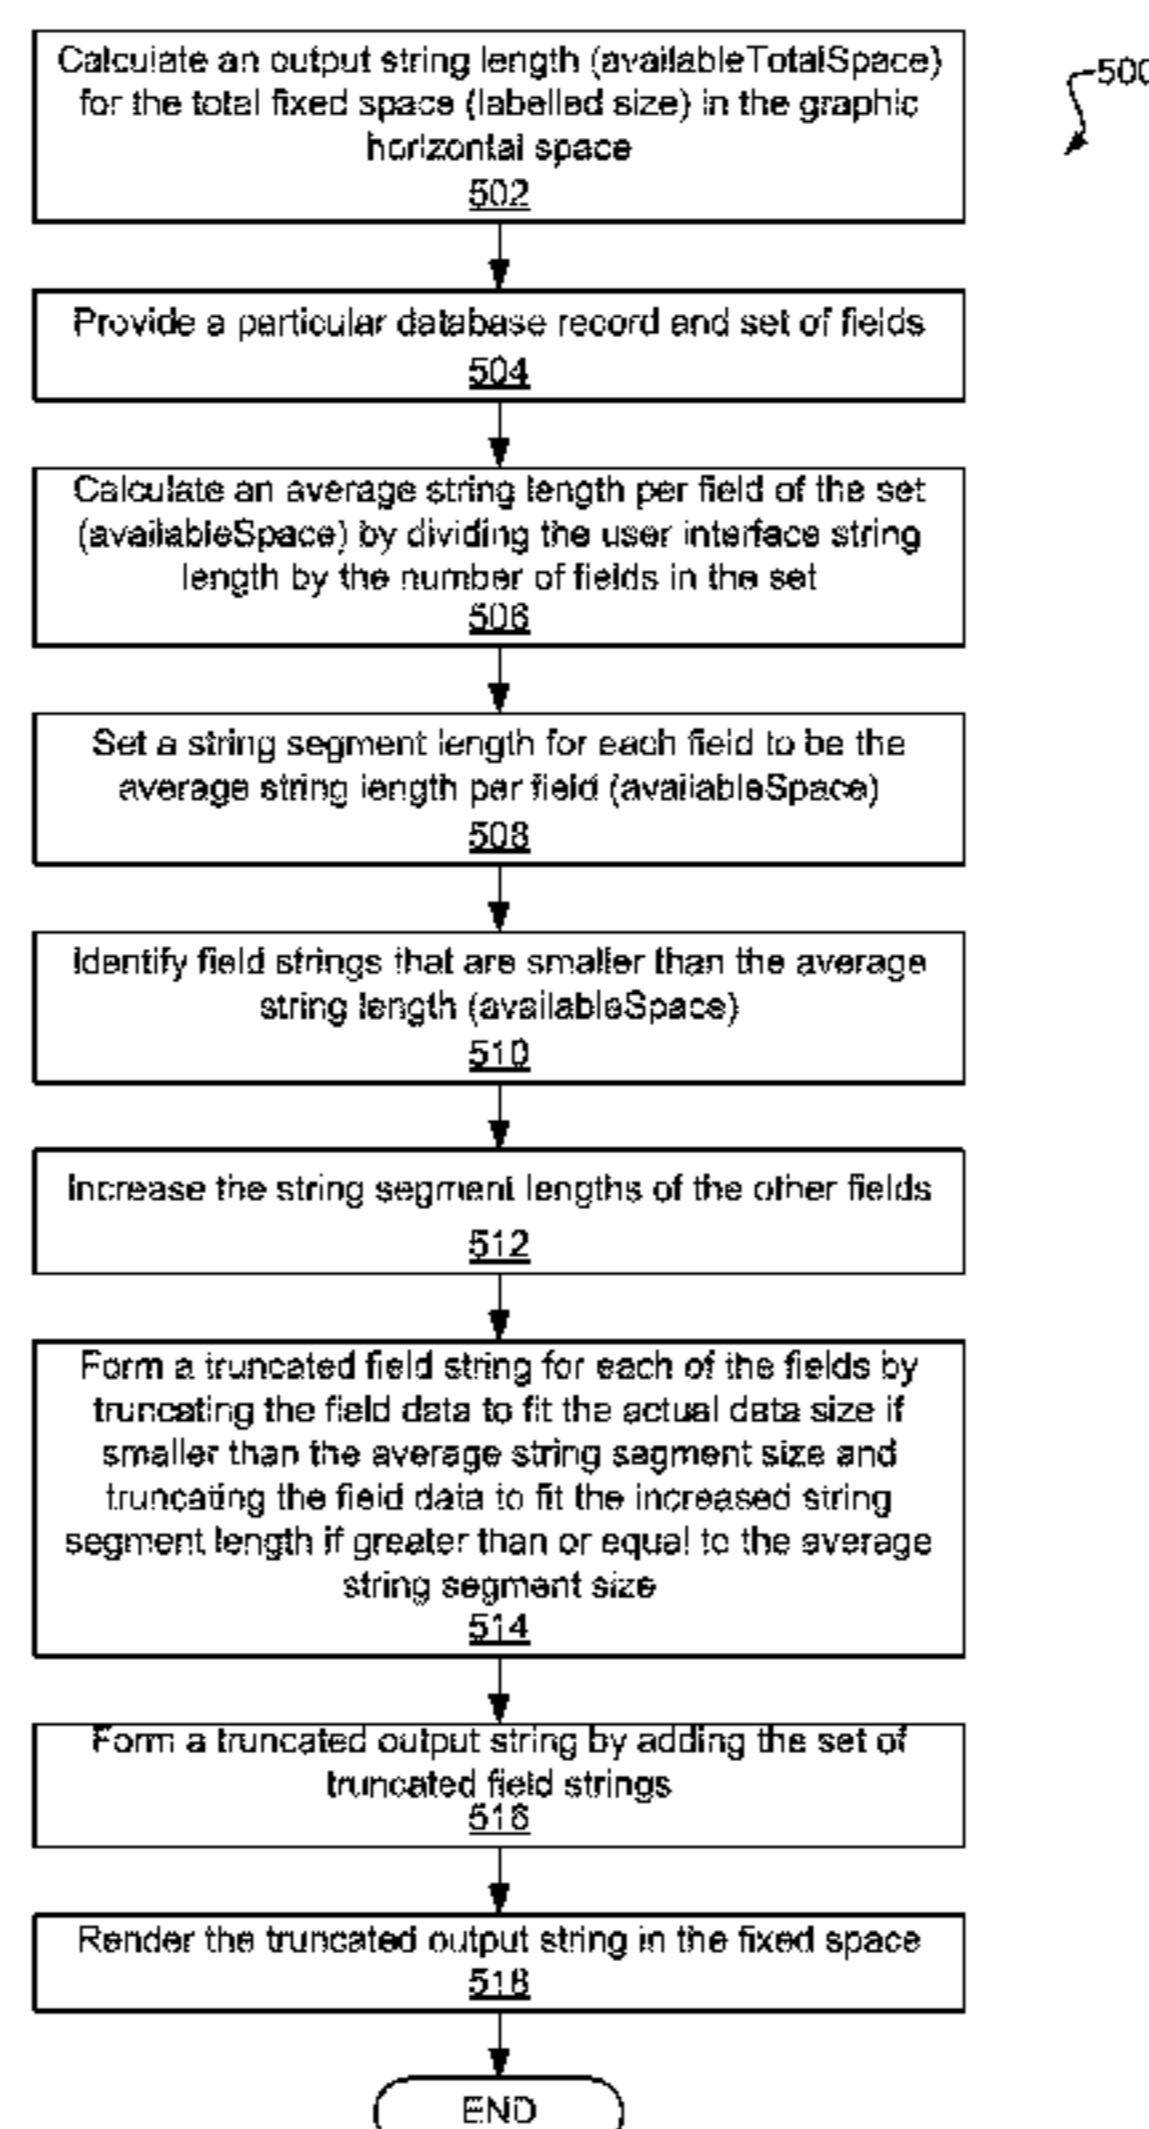 Calculate an output string length (availableTotalSpace)
for the total fixed space (labelled size) in the graphic
horizontal space
502
500
Provide a particular database record and set of fields
504
Calculate an average string length per field of the set
(availableSpace) by dividing the user interface string
length by the number of fields in the set
506
Set a string segment length for each field to be the
average string length per field (availableSpace)
508
Identify field strings that are smaller than the average
string length (availableSpace)
510
Increase the string segment lengths of the other fields
512
Form a truncated field string for each of the fields by
truncating the field data to fit the actual data size if
smaller than the average string segment size and
truncating the field data to fit the increased string
segment length if greater than or equal to the average
string segment size
514
Form a truncated output string by adding the set of
truncated field strings
516
Render the truncated output string in the fixed space
518
END